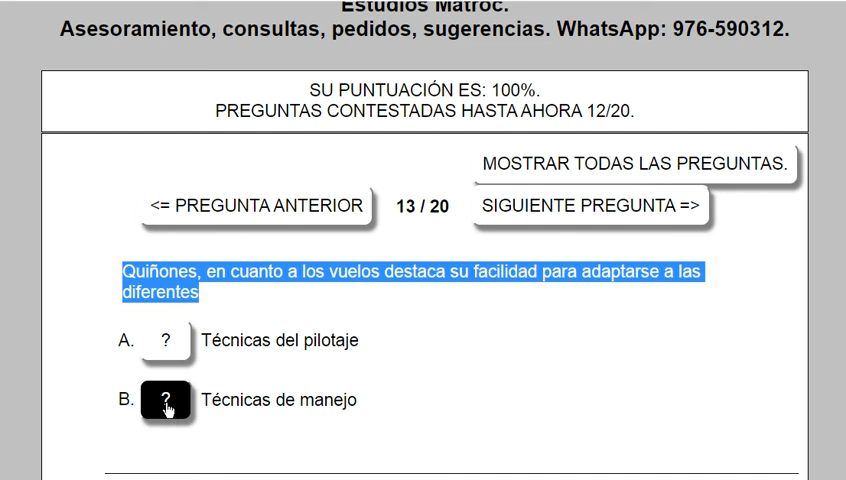 Estudios Matroc.
Asesoramiento, consultas, pedidos, sugerencias. WhatsApp: 976-590312.
SU PUNTUACIÓN ES: 100%.
PREGUNTAS CONTESTADAS HASTA AHORA 12/20.
MOSTRAR TODAS LAS PREGUNTAS.
<= PREGUNTA ANTERIOR 13 / 20 SIGUIENTE PREGUNTA =>
Quiñones, en cuanto a los vuelos destaca su facilidad para adaptarse a las
diferentes
A. ? Técnicas del pilotaje
B. ? Técnicas de manejo